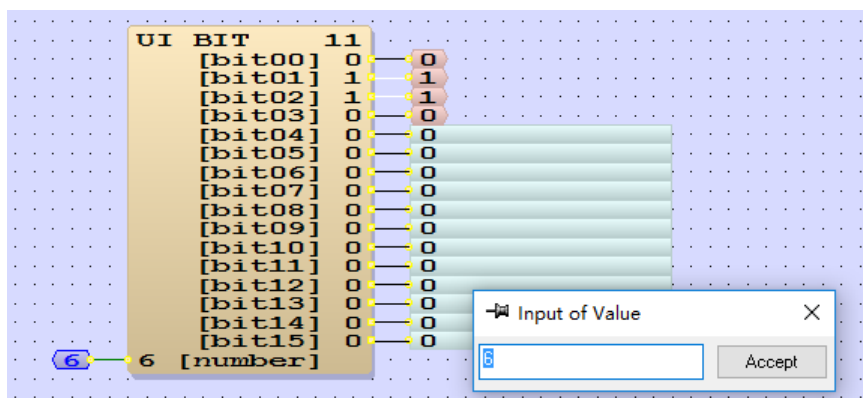 UI BIT 11
[bit00] 0 0
[bit01] 1 1
[bit02] 1 1
[bit03] 0 0
[bit04] 0 0
[bit05] 0 0
[bit06] 0 0
[bit07] 0 0
[bit08] 0 0
[bit09] 0 0
[bit10] 0 0
[bit11] 0 0
[bit12] 0 0
[bit13] 0 0
[bit14] 0 0
[bit15] 0 0
6 6 [number]
Input of Value
6 Accept